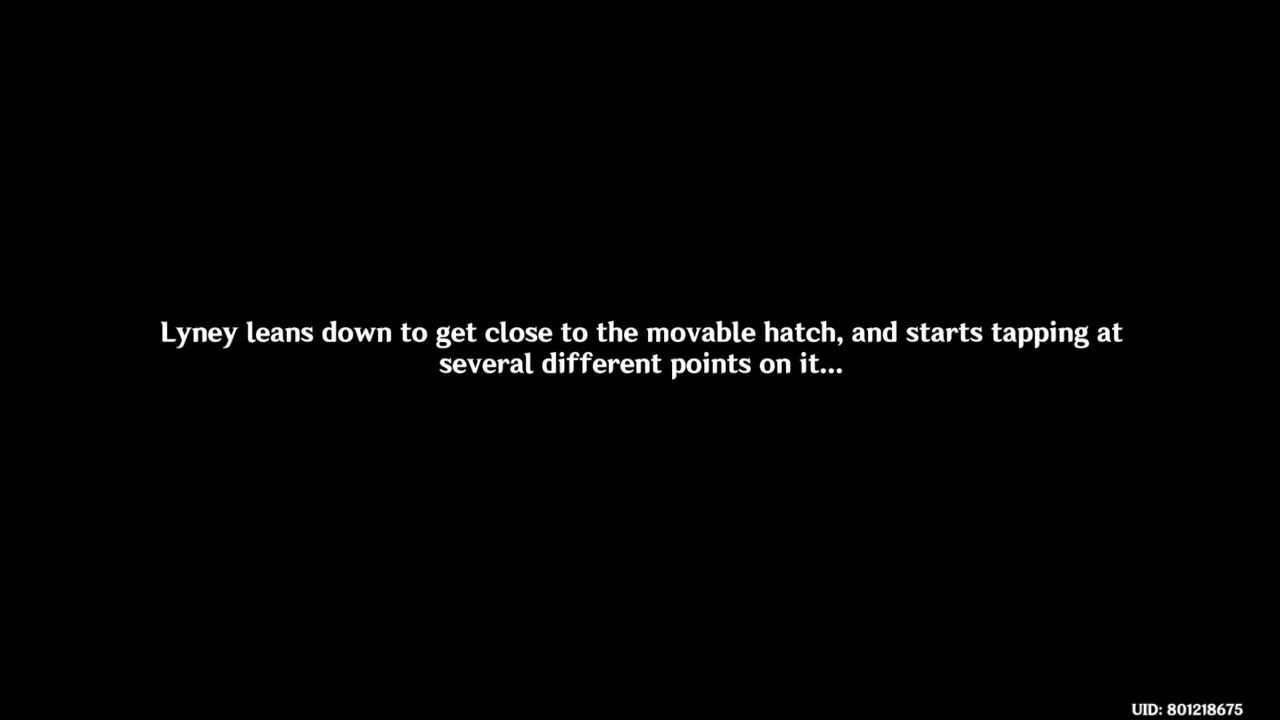 Lyney leans down to get close to the movable hatch, and starts tapping at
several different points on it...
UID: 801218675